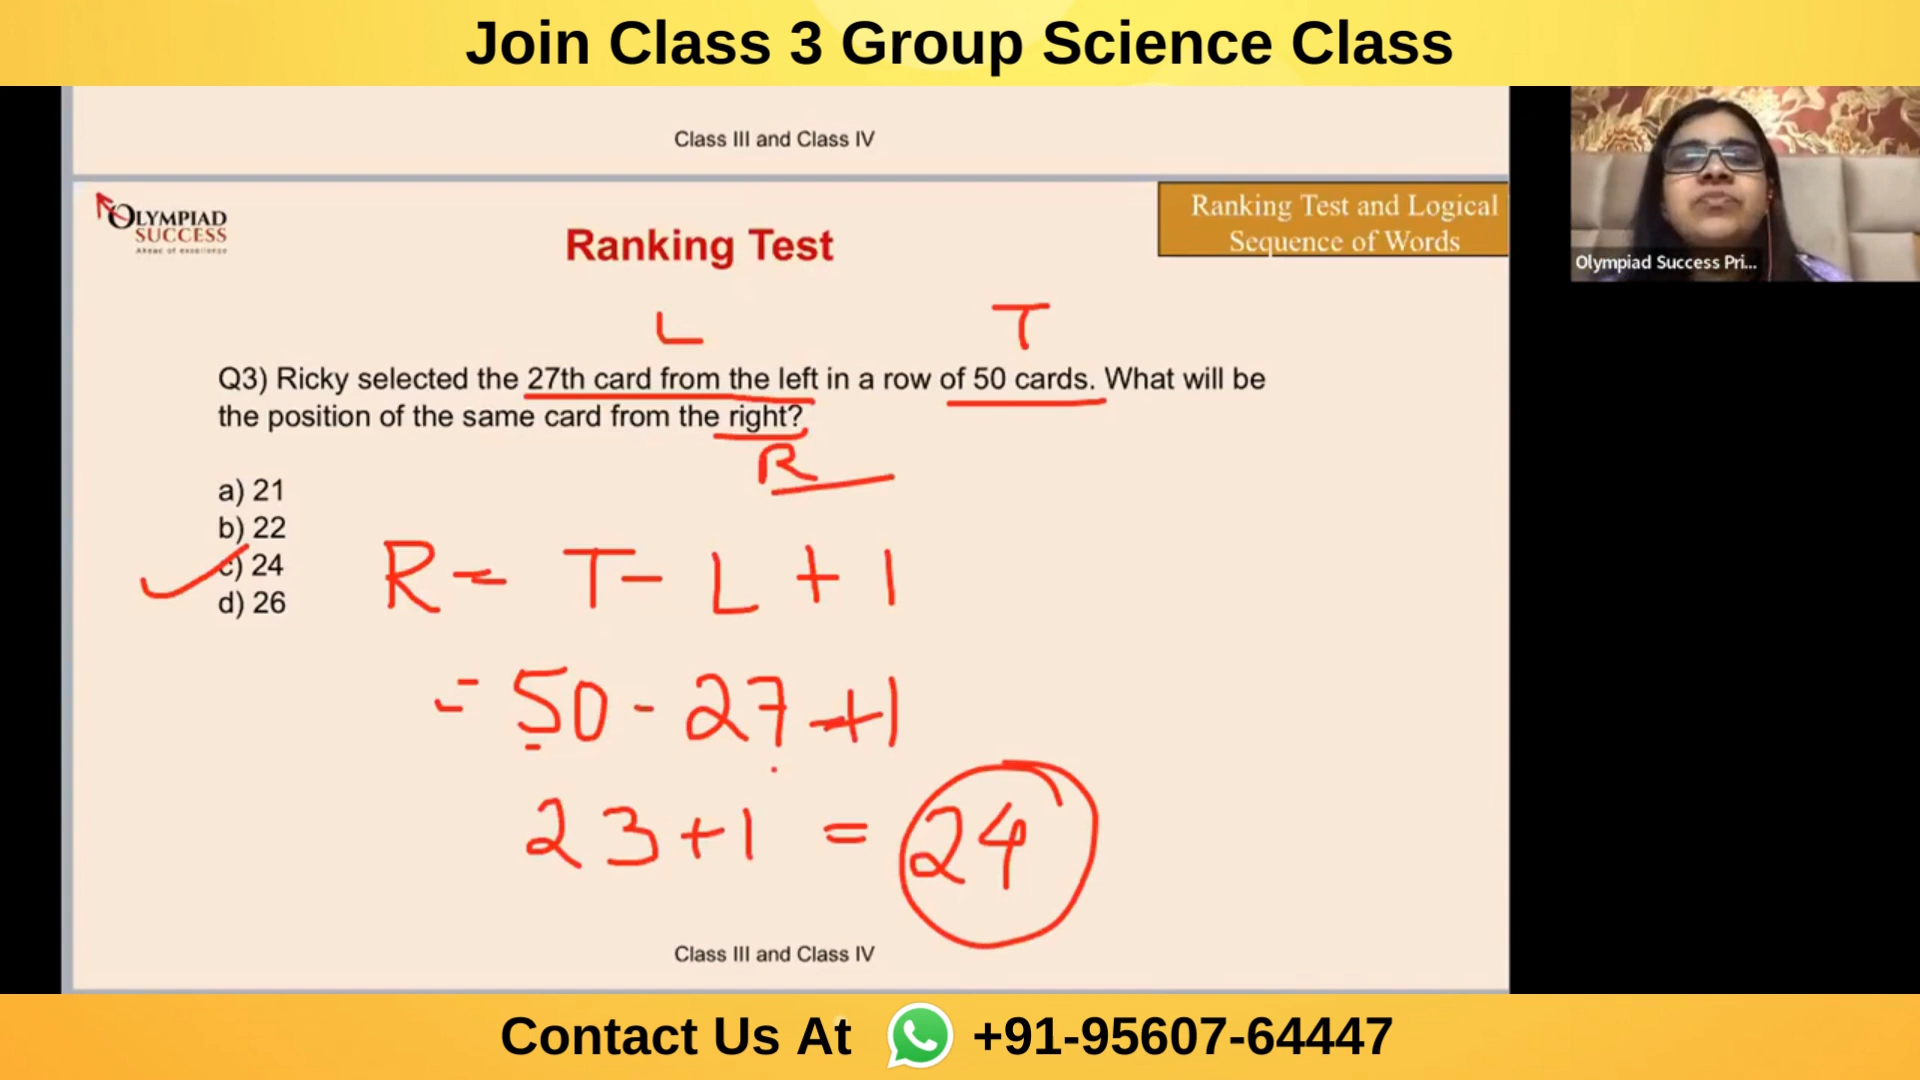 Join Class 3 Group Science Class
Class III and Class IV
OLYMPIAD
SUCCESS
Ahead of excellence
Ranking Test
Ranking Test and Logical
Sequence of Words
Olympiad Success Pri...
L T
Q3) Ricky selected the 27th card from the left in a row of 50 cards. What will be
the position of the same card from the right?
R
a) 21
b) 22
c) 24
d) 26
R = T - L + 1
= 50 - 27 + 1
23 + 1 = 24
Class III and Class IV
Contact Us At +91-95607-64447